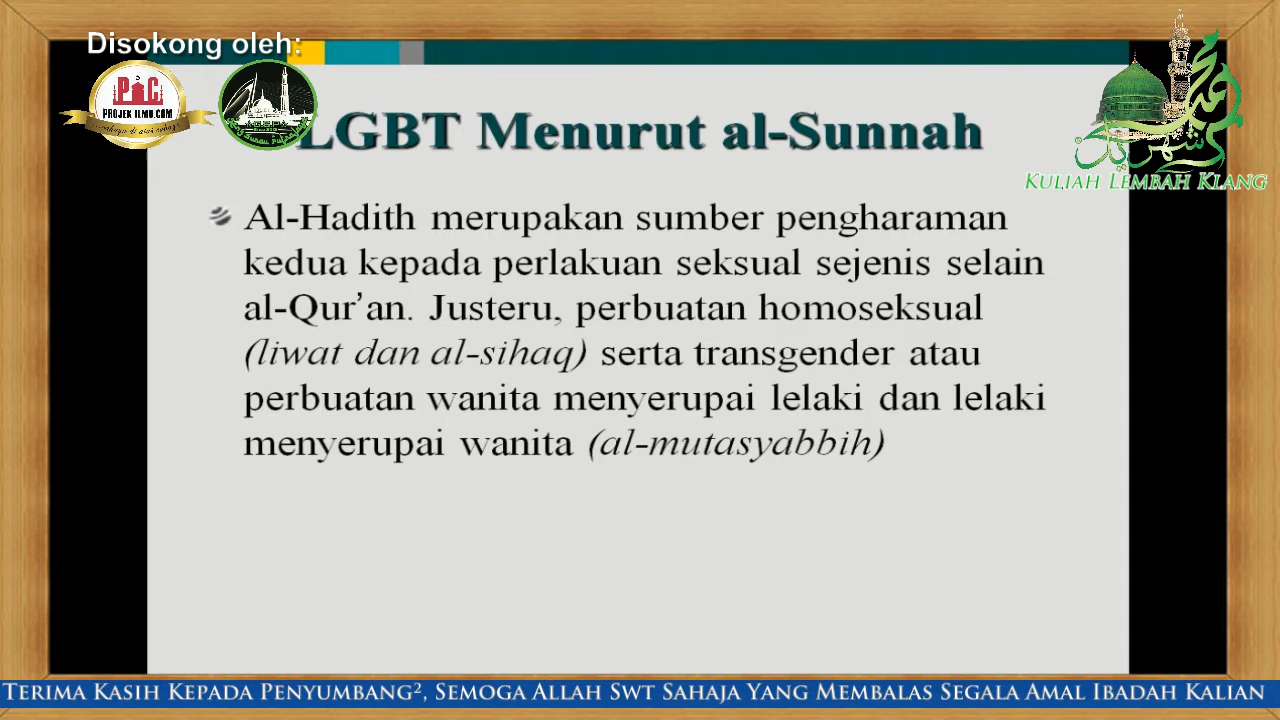 Disokong oleh:
PiC
PROJEK ILMU.COM
LGBT Menurut al-Sunnah
KULIAH LEMBAH KLANG
Al-Hadith merupakan sumber pengharaman
kedua kepada perlakuan seksual sejenis selain
al-Qur’an. Justeru, perbuatan homoseksual
(liwat dan al-sihaq) serta transgender atau
perbuatan wanita menyerupai lelaki dan lelaki
menyerupai wanita (al-mutasyabbih)
TERIMA KASIH KEPADA PENYUMBANG², SEMOGA ALLAH SWT SAHAJA YANG MEMBALAS SEGALA AMAL IBADAH KALIAN